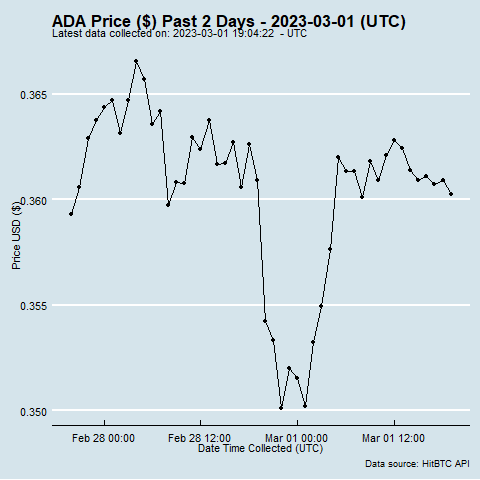 ADA Price ($) Past 2 Days - 2023-03-01 (UTC)
Latest data collected on: 2023-03-01 19:04:22 - UTC
0.365
0.360
0.355
0.350
Price USD ($)
Feb 28 00:00
Feb 28 12:00
Mar 01 00:00
Mar 01 12:00
Date Time Collected (UTC)
Data source: HitBTC API